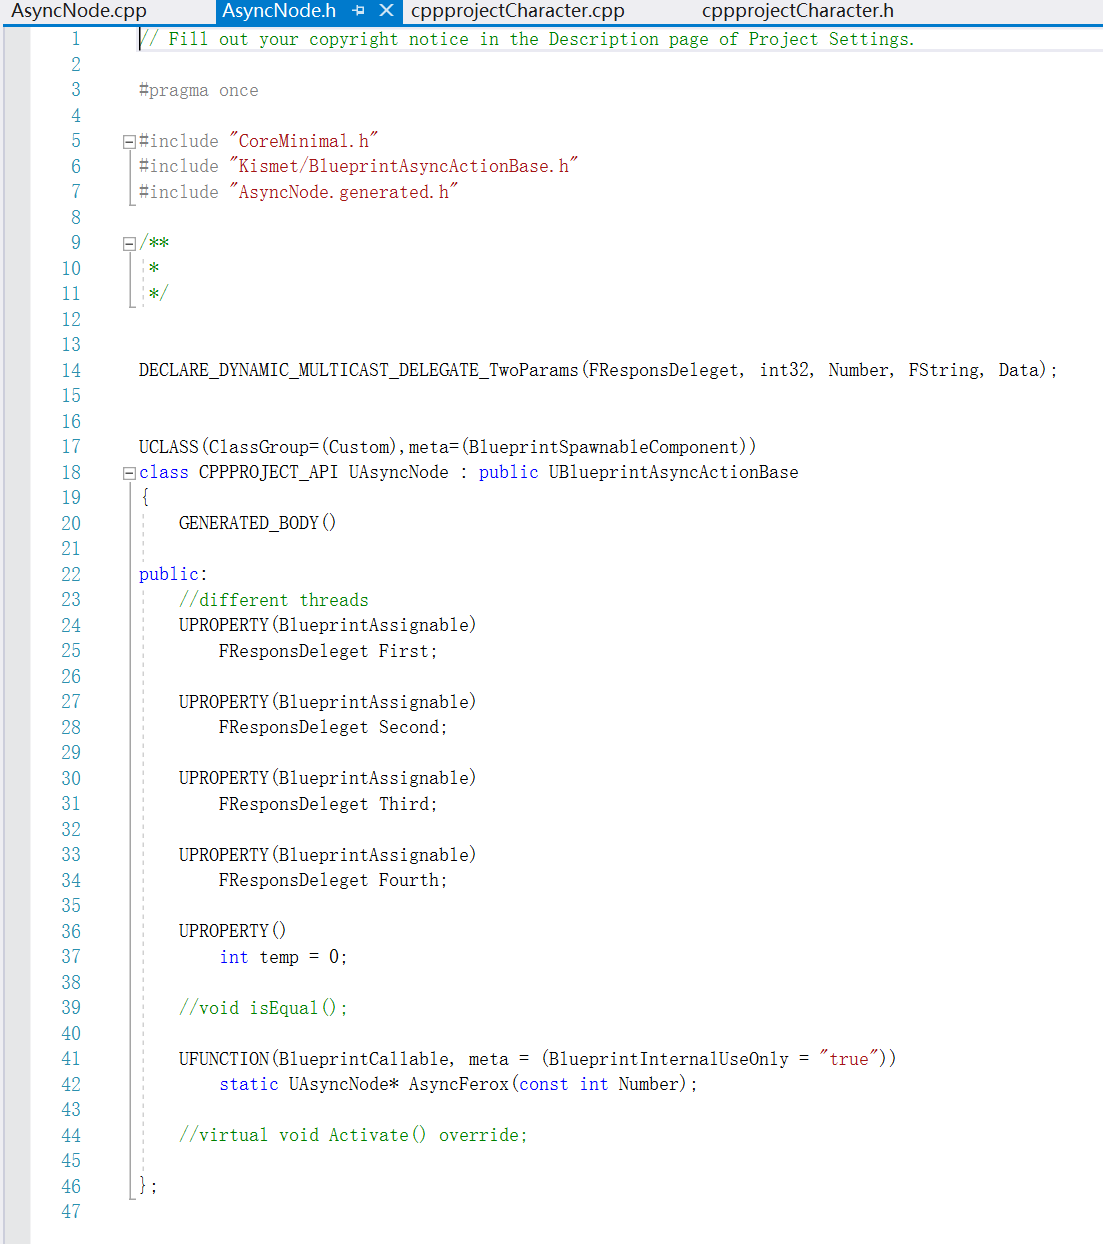 AsyncNode.cpp AsyncNode.h cppprojectCharacter.cpp cppprojectCharacter.h
1 // Fill out your copyright notice in the Description page of Project Settings.
2
3 #pragma once
4
5 #include "CoreMinimal.h"
6 #include "Kismet/BlueprintAsyncActionBase.h"
7 #include "AsyncNode.generated.h"
8
9 /**
10 *
11 */
12
13
14 DECLARE_DYNAMIC_MULTICAST_DELEGATE_TwoParams(FResponsDeleget, int32, Number, FString, Data);
15
16
17 UCLASS(ClassGroup=(Custom),meta=(BlueprintSpawnableComponent))
18 class CPPPROJECT_API UAsyncNode : public UBlueprintAsyncActionBase
19 {
20 GENERATED_BODY()
21
22 public:
23 //different threads
24 UPROPERTY(BlueprintAssignable)
25 FResponsDeleget First;
26
27 UPROPERTY(BlueprintAssignable)
28 FResponsDeleget Second;
29
30 UPROPERTY(BlueprintAssignable)
31 FResponsDeleget Third;
32
33 UPROPERTY(BlueprintAssignable)
34 FResponsDeleget Fourth;
35
36 UPROPERTY()
37 int temp = 0;
38
39 //void isEqual();
40
41 UFUNCTION(BlueprintCallable, meta = (BlueprintInternalUseOnly = "true"))
42 static UAsyncNode* AsyncFerox(const int Number);
43
44 //virtual void Activate() override;
45
46 };
47